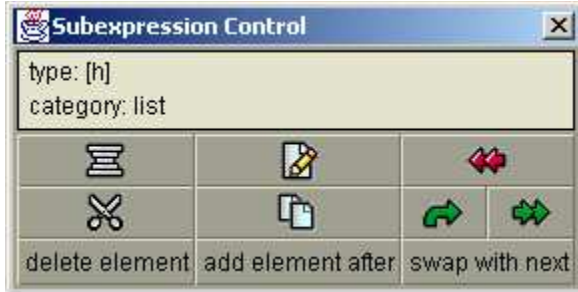 Subexpression Control
type: [h]
category: list
delete element add element after swap with next